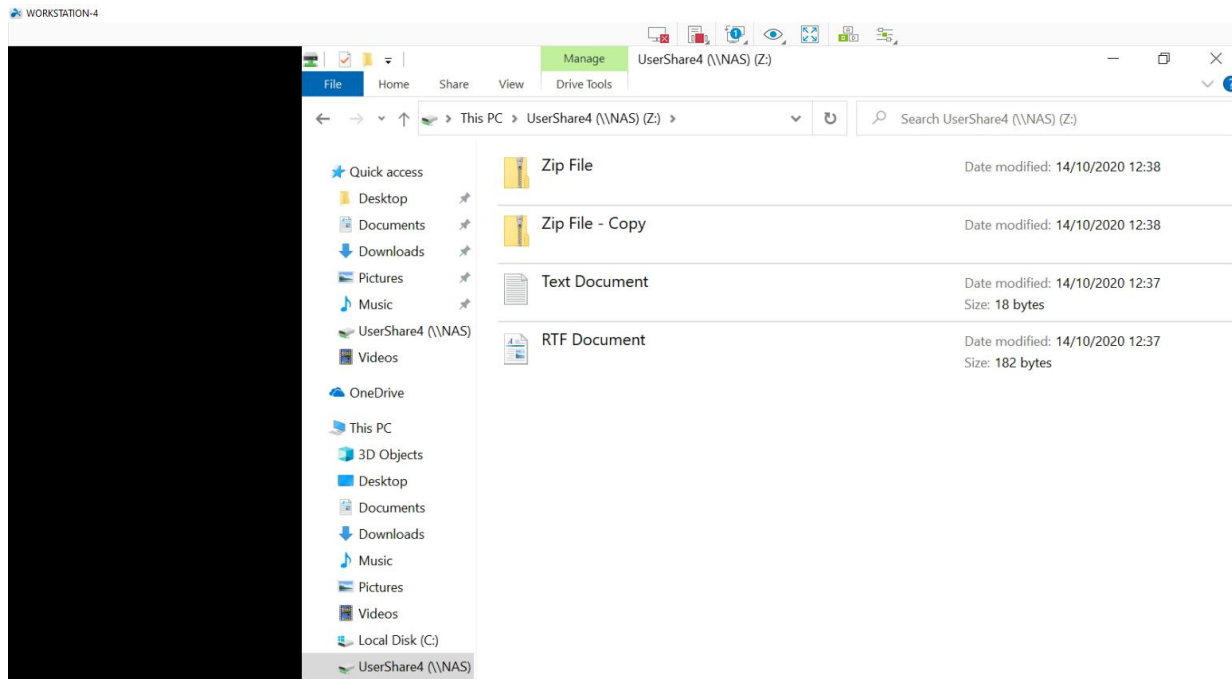 WORKSTATION-4
Manage UserShare4 (\\NAS) (Z:)
File Home Share View Drive Tools
This PC UserShare4 (\\NAS) (Z:) Search UserShare4 (\\NAS) (Z:)
Quick access
Desktop
Documents
Downloads
Pictures
Music
UserShare4 (\\NAS)
Videos
OneDrive
This PC
3D Objects
Desktop
Documents
Downloads
Music
Pictures
Videos
Local Disk (C:)
UserShare4 (\\NAS)
Zip File Date modified: 14/10/2020 12:38
Zip File - Copy Date modified: 14/10/2020 12:38
Text Document Date modified: 14/10/2020 12:37
Size: 18 bytes
RTF Document Date modified: 14/10/2020 12:37
Size: 182 bytes